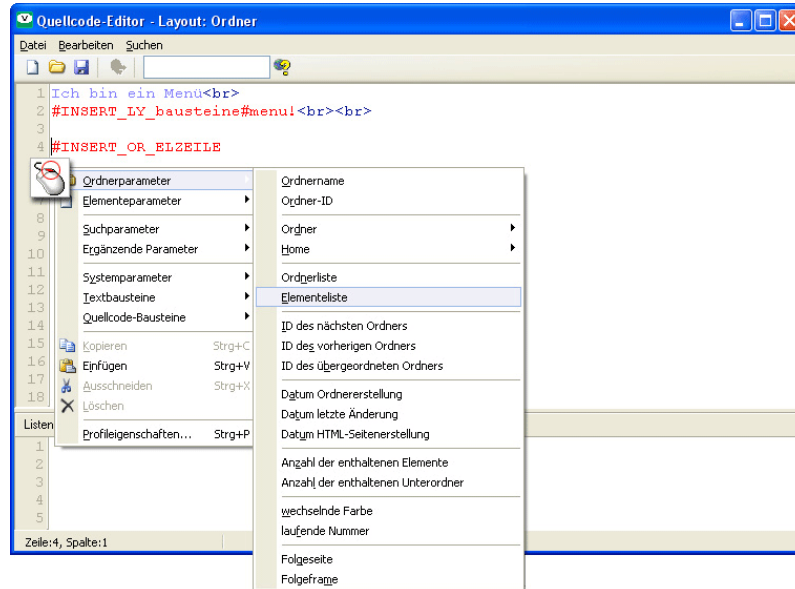 Quellcode-Editor - Layout: Ordner
Datei Bearbeiten Suchen
1 Ich bin ein Menü<br>
2 #INSERT_LY_bausteine#menu!<br><br>
3
4 #INSERT_OR_ELZEILE
7
8
9
10
11
12
13
14
15
16
17
18
Ordnerparameter
Elementeparameter
Suchparameter
Ergänzende Parameter
Systemparameter
Textbausteine
Quellcode-Bausteine
Kopieren Strg+C
Einfügen Strg+V
Ausschneiden Strg+X
Löschen
Profileigenschaften... Strg+P
Ordnername
Ordner-ID
Ordner
Home
Ordnerliste
Elementeliste
ID des nächsten Ordners
ID des vorherigen Ordners
ID des übergeordneten Ordners
Datum Ordnererstellung
Datum letzte Änderung
Datum HTML-Seitenerstellung
Anzahl der enthaltenen Elemente
Anzahl der enthaltenen Unterordner
wechselnde Farbe
laufende Nummer
Folgeseite
Folgeframe
Listen
1
2
3
4
5
Zeile:4, Spalte:1